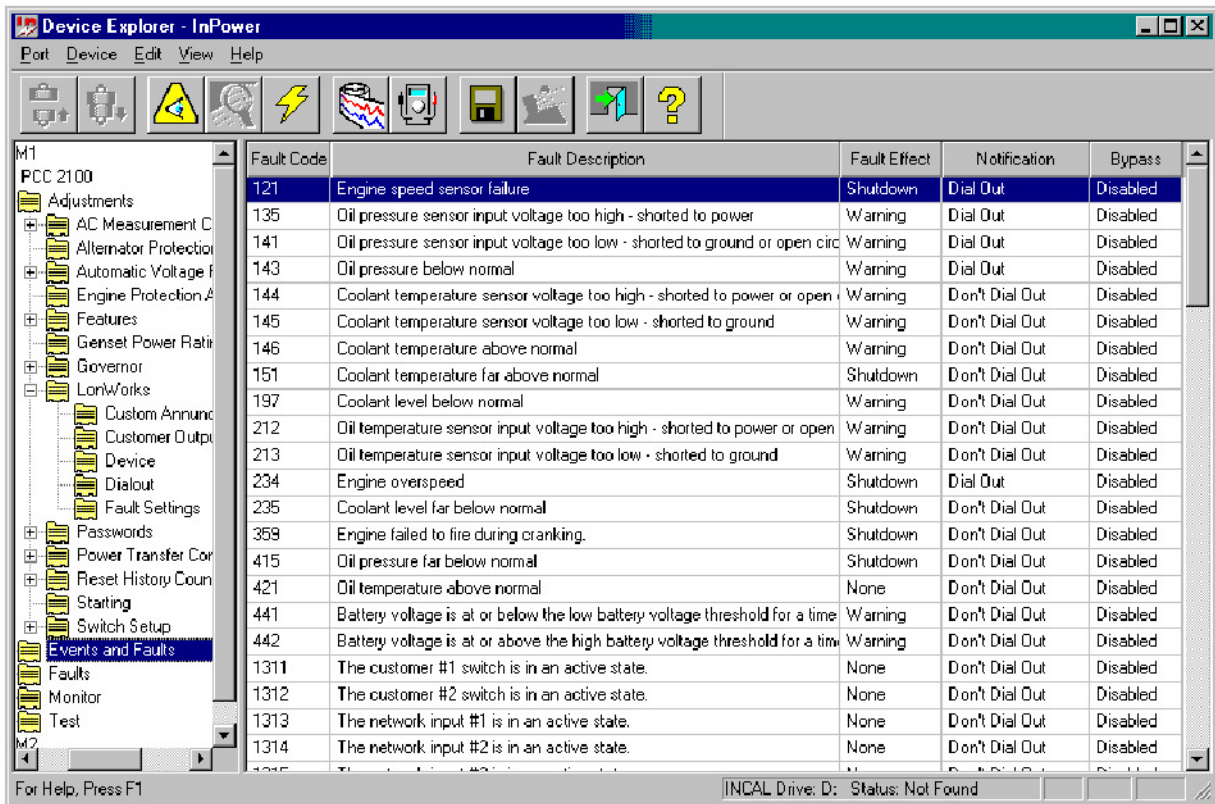 Device Explorer - InPower
Port Device Edit View Help
M1
PCC 2100
Adjustments
AC Measurement C
Alternator Protection
Automatic Voltage
Engine Protection
Features
Genset Power Ratin
Governor
LonWorks
Custom Annunc
Customer Outpu
Device
Dialout
Fault Settings
Passwords
Power Transfer Con
Reset History Coun
Starting
Switch Setup
Events and Faults
Faults
Monitor
Test
M2
Fault Code Fault Description Fault Effect Notification Bypass
121 Engine speed sensor failure Shutdown Dial Out Disabled
135 Oil pressure sensor input voltage too high - shorted to power Warning Dial Out Disabled
141 Oil pressure sensor input voltage too low - shorted to ground or open circ Warning Dial Out Disabled
143 Oil pressure below normal Warning Dial Out Disabled
144 Coolant temperature sensor voltage too high - shorted to power or open Warning Don't Dial Out Disabled
145 Coolant temperature sensor voltage too low - shorted to ground Warning Don't Dial Out Disabled
146 Coolant temperature above normal Warning Don't Dial Out Disabled
151 Coolant temperature far above normal Shutdown Don't Dial Out Disabled
197 Coolant level below normal Warning Don't Dial Out Disabled
212 Oil temperature sensor input voltage too high - shorted to power or open Warning Don't Dial Out Disabled
213 Oil temperature sensor input voltage too low - shorted to ground Warning Don't Dial Out Disabled
234 Engine overspeed Shutdown Dial Out Disabled
235 Coolant level far below normal Shutdown Don't Dial Out Disabled
359 Engine failed to fire during cranking. Shutdown Don't Dial Out Disabled
415 Oil pressure far below normal Shutdown Don't Dial Out Disabled
421 Oil temperature above normal None Don't Dial Out Disabled
441 Battery voltage is at or below the low battery voltage threshold for a time Warning Don't Dial Out Disabled
442 Battery voltage is at or above the high battery voltage threshold for a tim Warning Don't Dial Out Disabled
1311 The customer #1 switch is in an active state. None Don't Dial Out Disabled
1312 The customer #2 switch is in an active state. None Don't Dial Out Disabled
1313 The network input #1 is in an active state. None Don't Dial Out Disabled
1314 The network input #2 is in an active state. None Don't Dial Out Disabled
For Help, Press F1
INCAL Drive: D: Status: Not Found